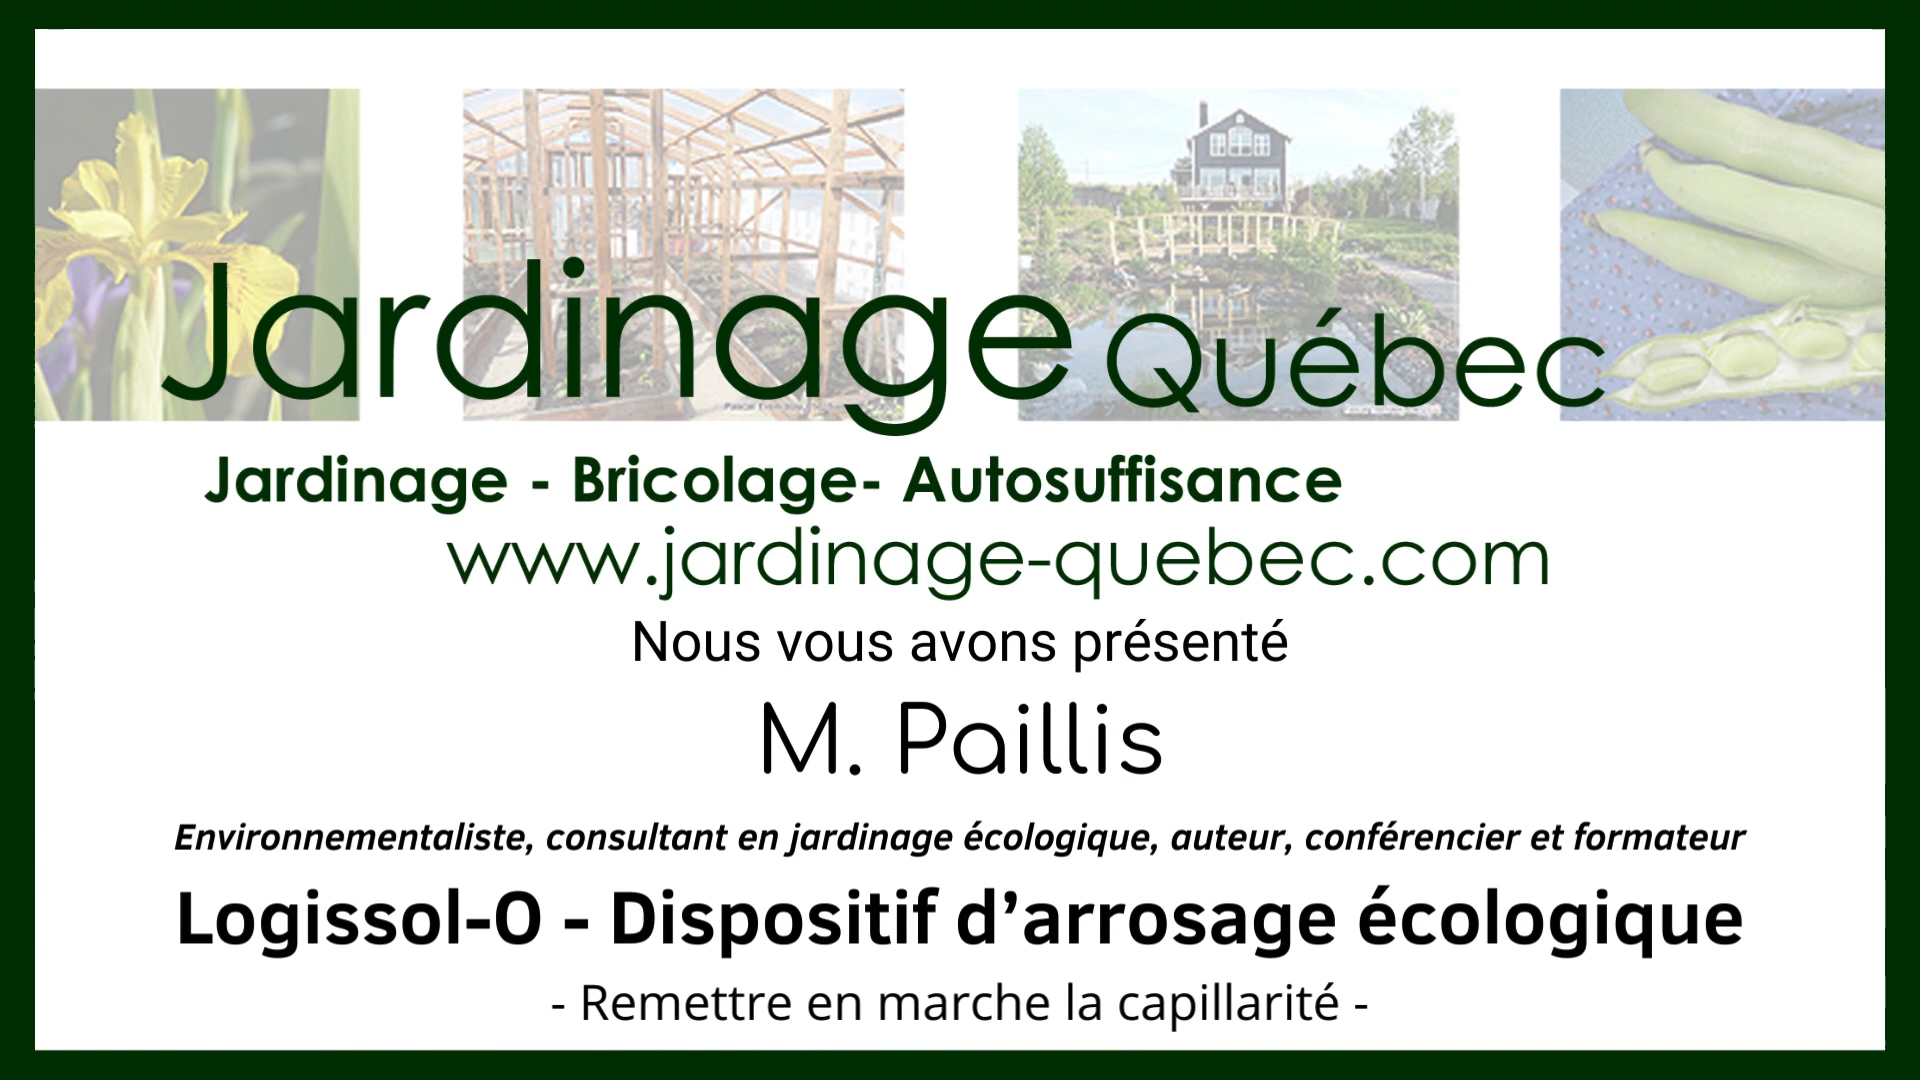 Jardinage Québec
Jardinage - Bricolage- Autosuffisance
www.jardinage-quebec.com
Nous vous avons présenté
M. Paillis
Environnementaliste, consultant en jardinage écologique, auteur, conférencier et formateur
Logissol-O - Dispositif d’arrosage écologique
- Remettre en marche la capillarité -